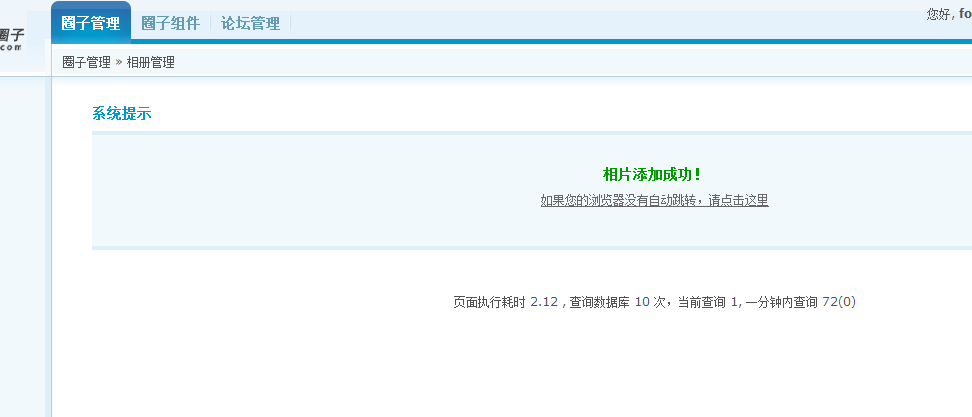 圈子管理 圈子组件 论坛管理
您好, fo
圈子
.com
圈子管理 » 相册管理
系统提示
相片添加成功！
如果您的浏览器没有自动跳转，请点击这里
页面执行耗时 2.12 , 查询数据库 10 次，当前查询 1, 一分钟内查询 72(0)